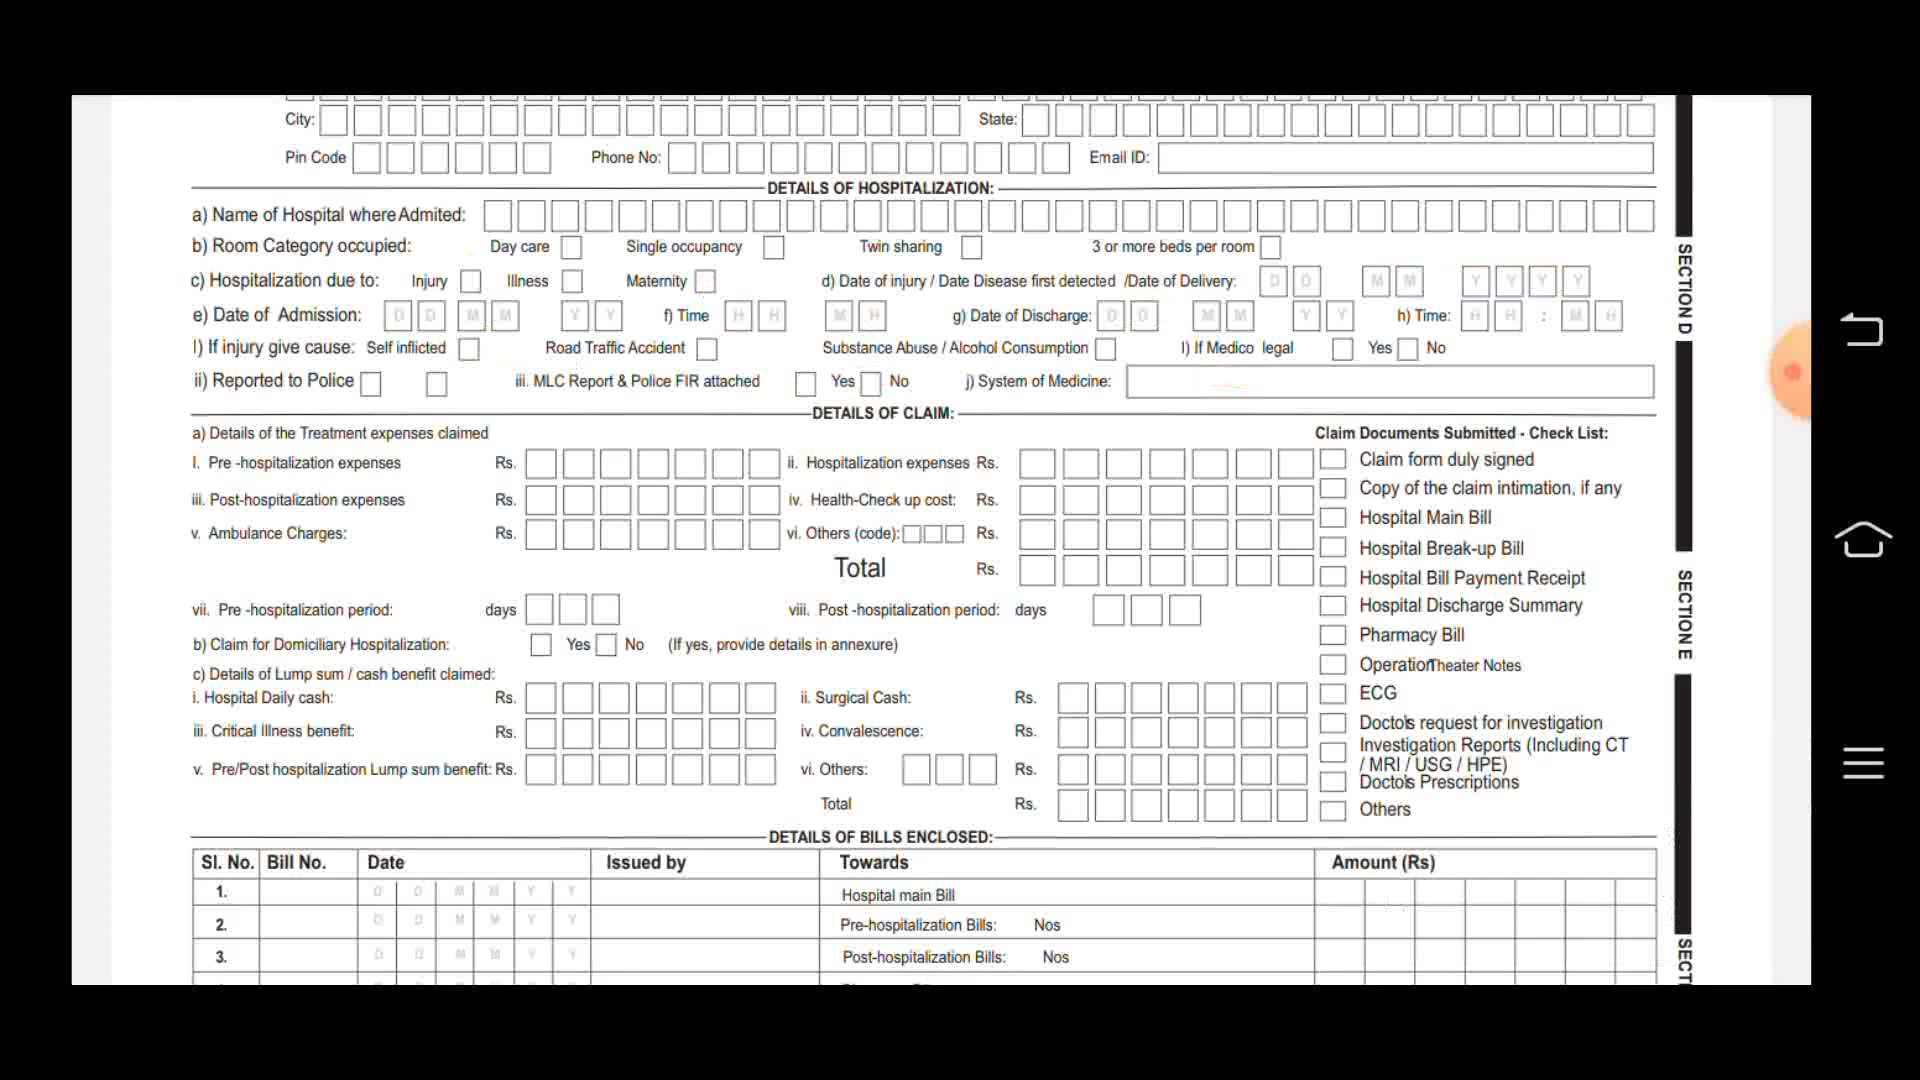 City: State:
Pin Code Phone No: Email ID:
DETAILS OF HOSPITALIZATION:
a) Name of Hospital where Admited:
b) Room Category occupied: Day care Single occupancy Twin sharing 3 or more beds per room
c) Hospitalization due to: Injury Illness Maternity d) Date of injury / Date Disease first detected /Date of Delivery: D D M M Y Y Y Y
e) Date of Admission: D D M M Y Y f) Time H H M H g) Date of Discharge: D D M M Y Y h) Time: H H : M H
I) If injury give cause: Self inflicted Road Traffic Accident Substance Abuse / Alcohol Consumption I) If Medico legal Yes No
ii) Reported to Police iii. MLC Report & Police FIR attached Yes No j) System of Medicine:
SECTION D
DETAILS OF CLAIM:
a) Details of the Treatment expenses claimed Claim Documents Submitted - Check List:
I. Pre -hospitalization expenses Rs. ii. Hospitalization expenses Rs. Claim form duly signed
Copy of the claim intimation, if any
iii. Post-hospitalization expenses Rs. iv. Health-Check up cost: Rs.
Hospital Main Bill
v. Ambulance Charges: Rs. vi. Others (code): Rs.
Hospital Break-up Bill
Total Rs. Hospital Bill Payment Receipt
vii. Pre -hospitalization period: days viii. Post -hospitalization period: days Hospital Discharge Summary
Pharmacy Bill
b) Claim for Domiciliary Hospitalization: Yes No (If yes, provide details in annexure)
OperationTheater Notes
c) Details of Lump sum / cash benefit claimed:
i. Hospital Daily cash: Rs. ii. Surgical Cash: Rs. ECG
Doctois request for investigation
iii. Critical Illness benefit: Rs. iv. Convalescence: Rs.
Investigation Reports (Including CT
/ MRI / USG / HPE)
v. Pre/Post hospitalization Lump sum benefit: Rs. vi. Others: Rs.
Doctois Prescriptions
Total Rs. Others
SECTION E
DETAILS OF BILLS ENCLOSED:
Sl. No. Bill No. Date Issued by Towards Amount (Rs)
1. D D M M Y Y Hospital main Bill
2. D D M M Y Y Pre-hospitalization Bills: Nos
3. D D M M Y Y Post-hospitalization Bills: Nos
SECT